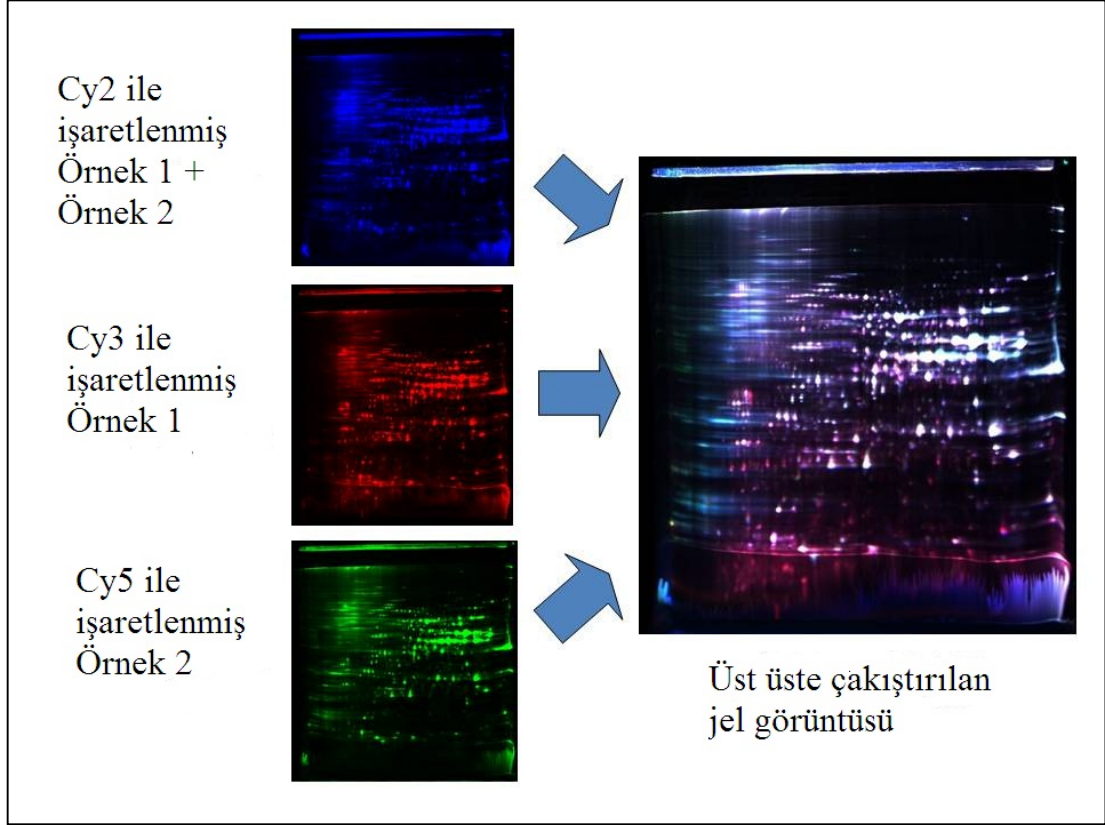 Cy2 ile
işaretlenmiş
Örnek 1 +
Örnek 2
Cy3 ile
işaretlenmiş
Örnek 1
Cy5 ile
işaretlenmiş
Örnek 2
Üst üste çakıştırılan
jel görüntüsü